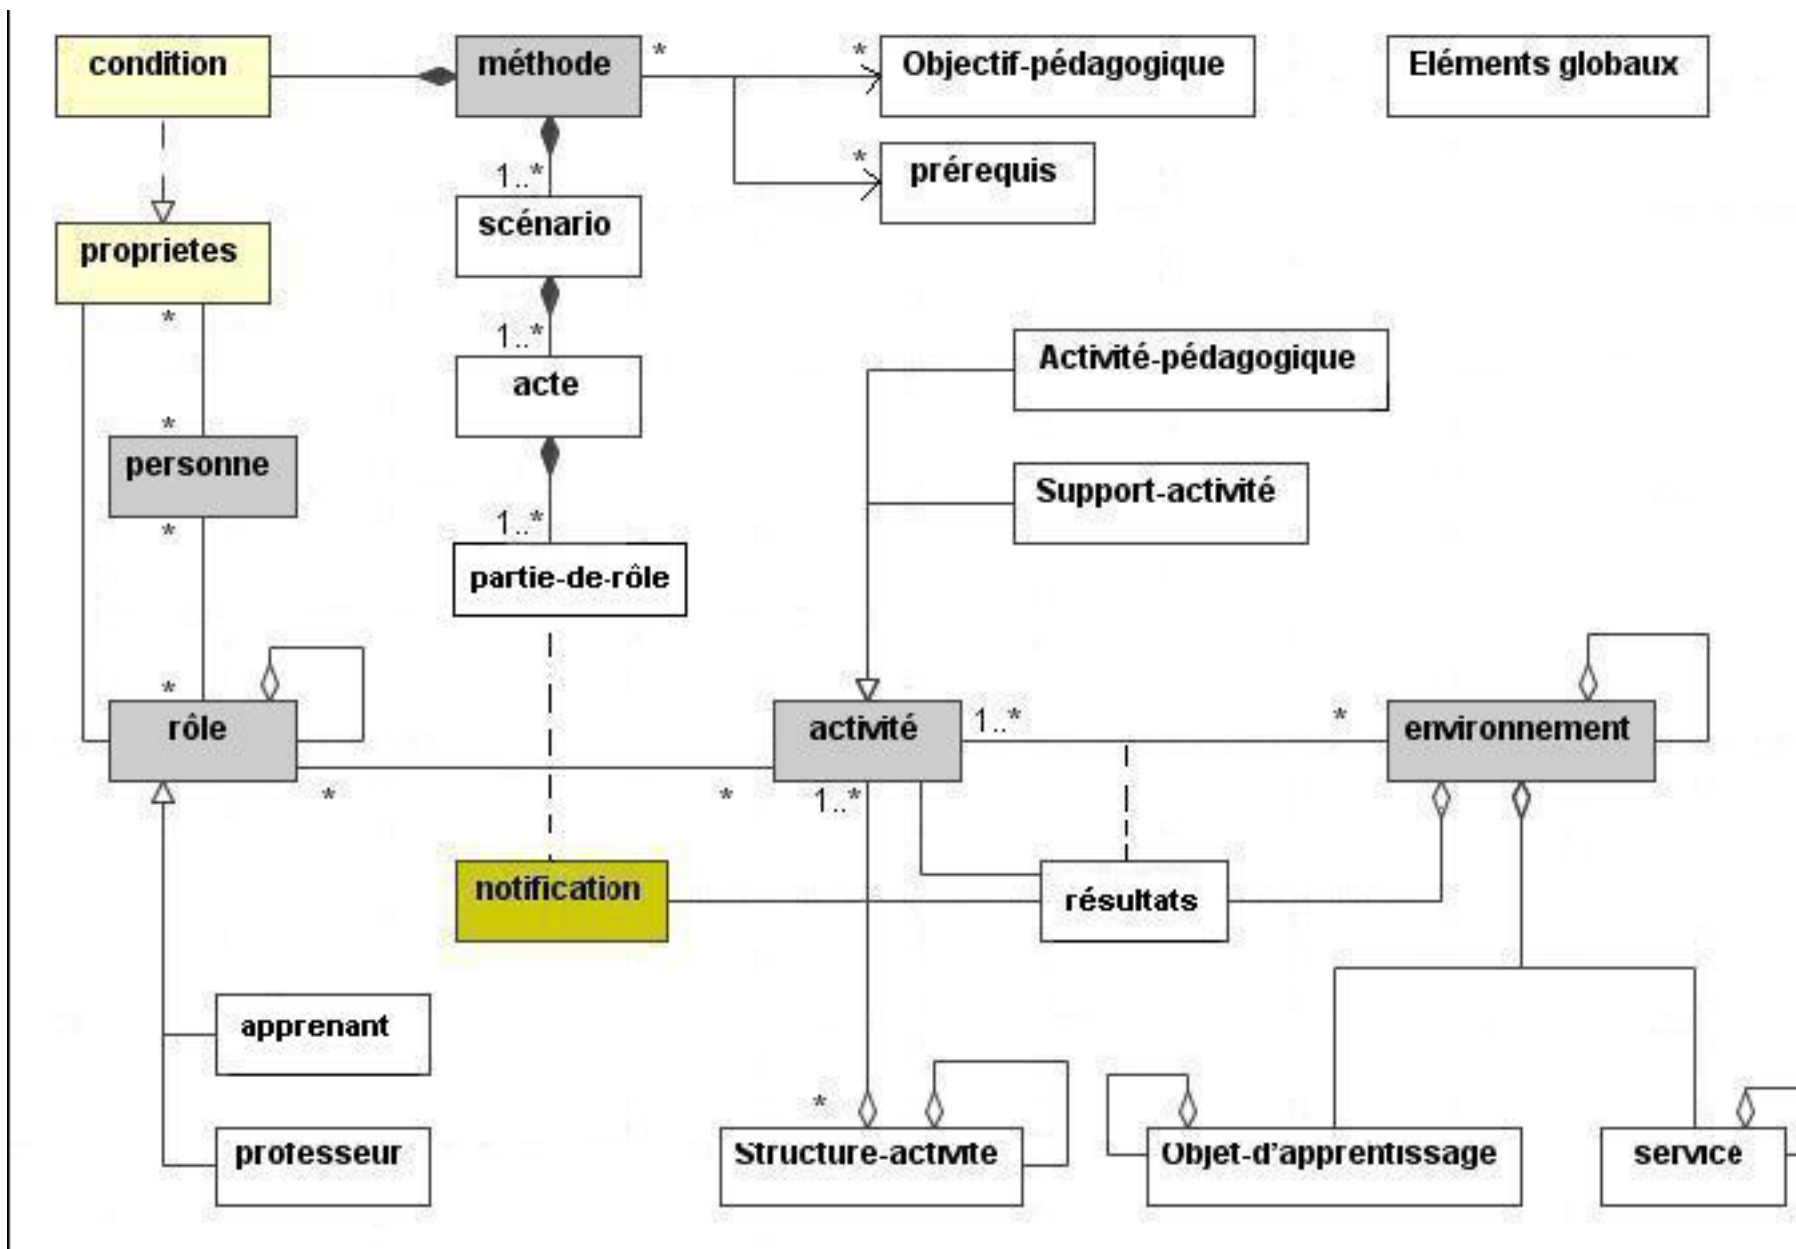 condition
méthode
*
*
Objectif-pédagogique
Eléments globaux
*
prérequis
1..*
scénario
proprietes
*
1..*
acte
Activité-pédagogique
*
personne
*
Support-activité
1..*
partie-de-rôle
*
rôle
activité
1..*
*
environnement
*
*
1..*
notification
résultats
apprenant
*
professeur
Structure-activité
Objet-d'apprentissage
service